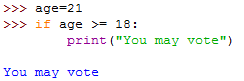 >>> age=21
>>> if age >= 18:
        print("You may vote")

You may vote